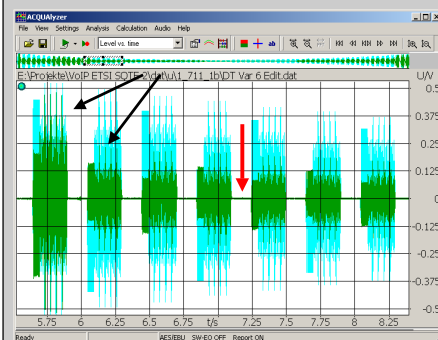 ACQUAlyzer
File View Settings Analysis Calculation Audio Help
Level vs. time
ab
E:\Projekte\VoIP ETSI SQTE 2\dat\u\1_711_1b\DT Var 6 Edit.dat
U/V
0.5
0.375
0.25
0.125
0
-0.125
-0.25
-0.375
-0.5
5.75 6 6.25 6.5 6.75 t/s 7.25 7.5 7.75 8 8.25
Ready AES/EBU SW-EQ OFF Report ON